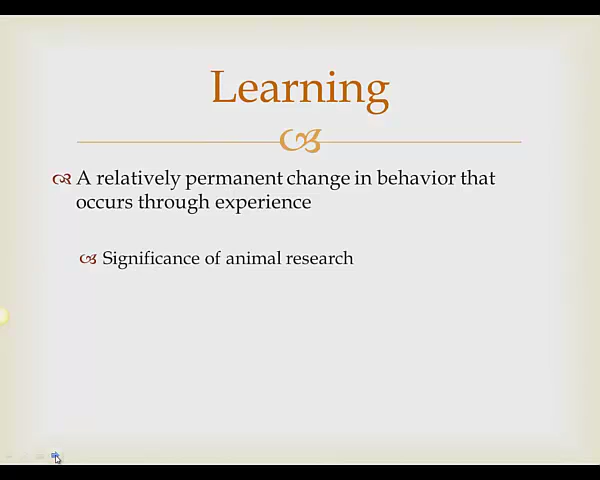 Learning
A relatively permanent change in behavior that
occurs through experience
Significance of animal research